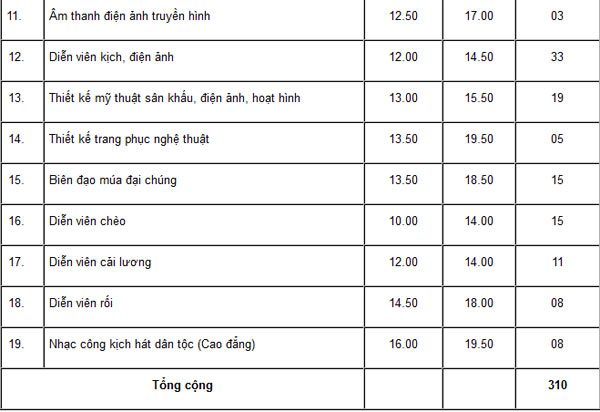 11. Âm thanh điện ảnh truyền hình 12.50 17.00 03
12. Diễn viên kịch, điện ảnh 12.00 14.50 33
13. Thiết kế mỹ thuật sân khấu, điện ảnh, hoạt hình 13.00 15.50 19
14. Thiết kế trang phục nghệ thuật 13.50 19.50 05
15. Biên đạo múa đại chúng 13.50 18.50 15
16. Diễn viên chèo 10.00 14.00 15
17. Diễn viên cải lương 12.00 14.00 11
18. Diễn viên rối 14.50 18.00 08
19. Nhạc công kịch hát dân tộc (Cao đẳng) 16.00 19.50 08
Tổng cộng 310